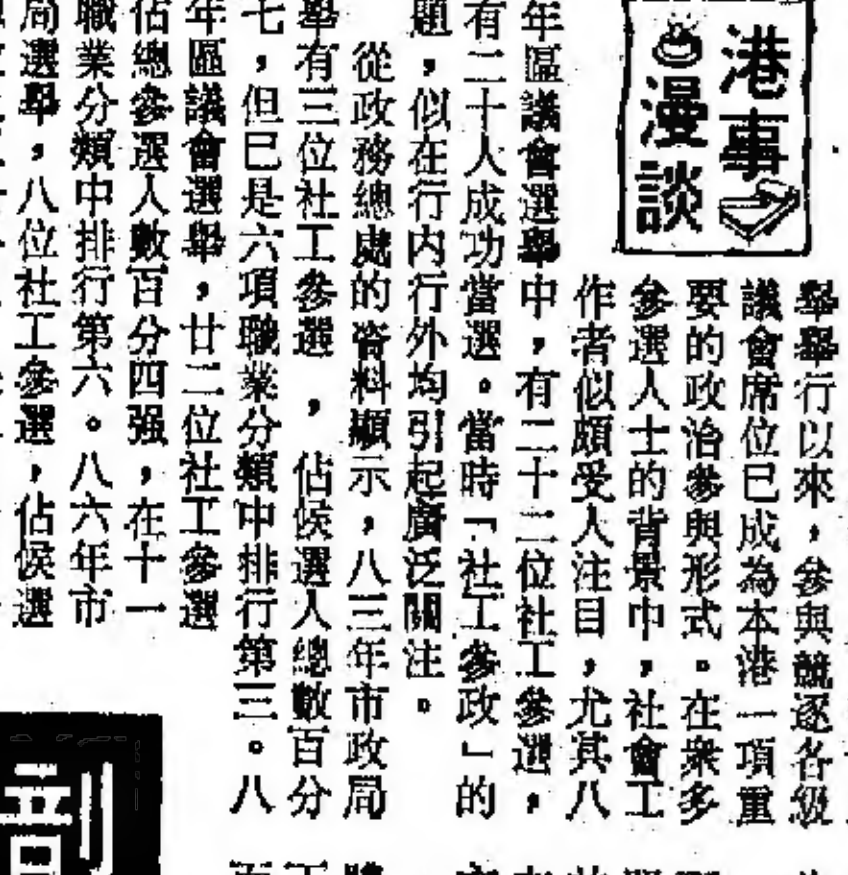 港事
漫談
舉舉行以來，參與競逐各級
議會席位已成為本港一項重
要的政治參與形式。在衆多
參選人士的背景中，社會工
作者似頗受人注目，尤其八
年區議會選舉中，有二十二位社工參選，
有二十人成功當選。當時「社工參政」的
題，似在行内行外均引起廣泛關注。
從政務總處的資料顯示，八三年市政局
舉有三位社工參選，佔候選人總數百分
七，但已是六項職業分類中排行第三。八
年區議會選舉，廿二位社工參選
佔總參選人數百分四強，在十一
職業分類中排行第六。八六年市
局選舉，八位社工參選，佔候選